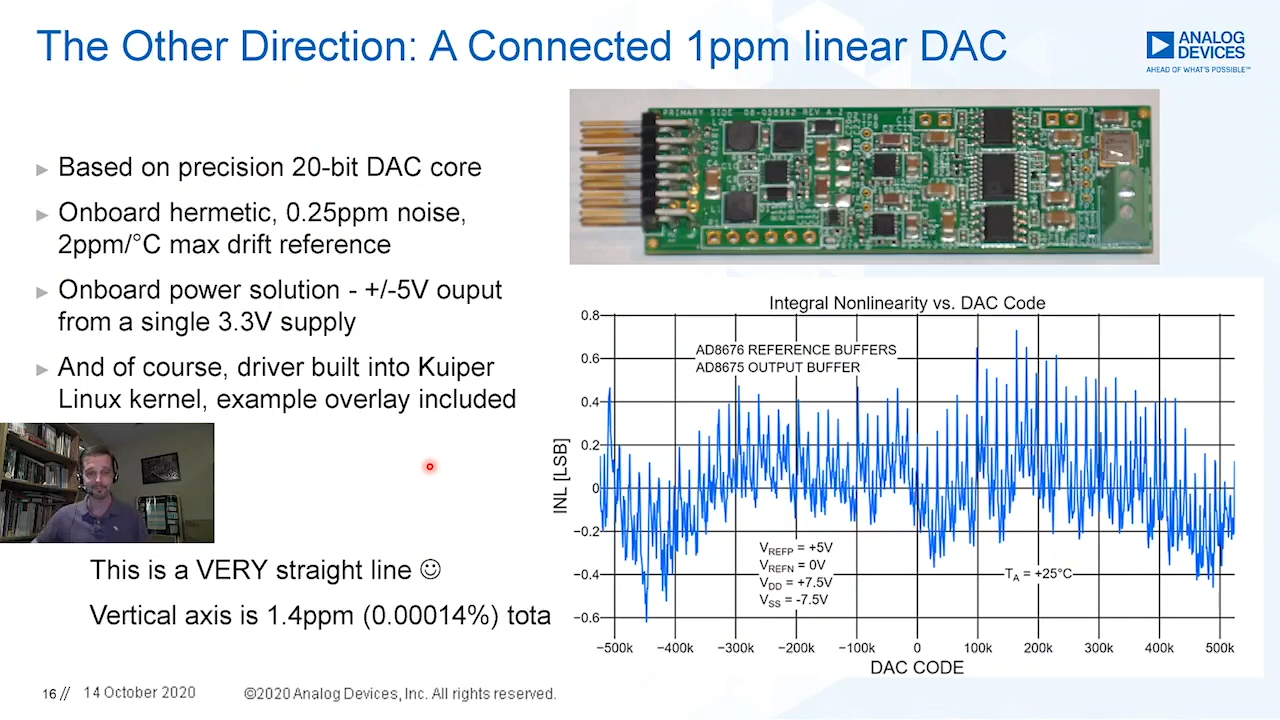 The Other Direction: A Connected 1ppm linear DAC
ANALOG
DEVICES
AHEAD OF WHAT'S POSSIBLE™
Based on precision 20-bit DAC core
Onboard hermetic, 0.25ppm noise,
2ppm/°C max drift reference
Onboard power solution - +/-5V ouput
from a single 3.3V supply
And of course, driver built into Kuiper
Linux kernel, example overlay included
This is a VERY straight line ☺
Vertical axis is 1.4ppm (0.00014%) tota
PRIMARY SIDE 08-058962 REV A
Integral Nonlinearity vs. DAC Code
AD8676 REFERENCE BUFFERS
AD8675 OUTPUT BUFFER
INL [LSB]
0.8
0.6
0.4
0.2
0
−0.2
−0.4
−0.6
VREFP = +5V
VREFN = 0V
VDD = +7.5V
VSS = -7.5V
TA = +25°C
−500k −400k −300k −200k −100k 0 100k 200k 300k 400k 500k
DAC CODE
16 // 14 October 2020 ©2020 Analog Devices, Inc. All rights reserved.